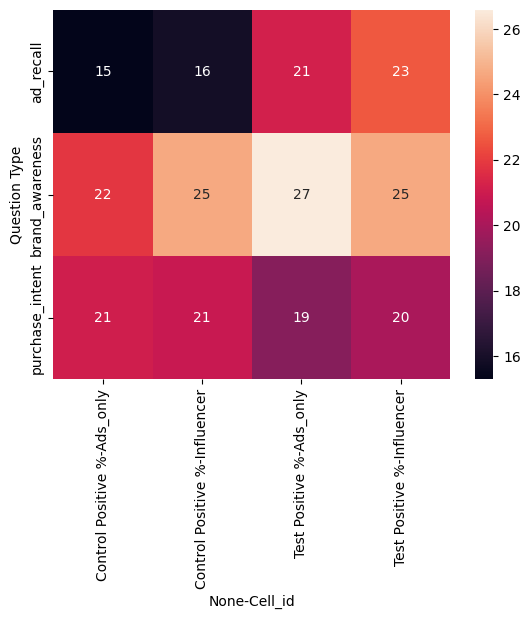 Question Type
ad_recall
brand_awareness
purchase_intent
15 16 21 23
22 25 27 25
21 21 19 20
Control Positive %-Ads_only
Control Positive %-Influencer
Test Positive %-Ads_only
Test Positive %-Influencer
None-Cell_id
26
24
22
20
18
16